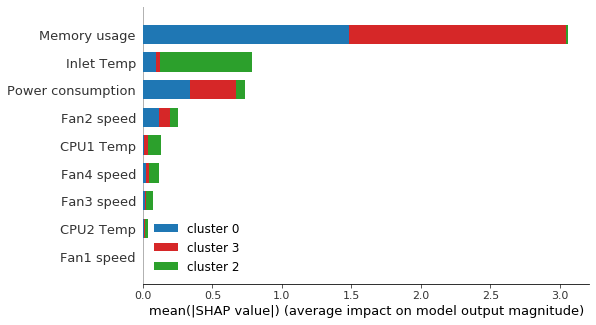 Memory usage
Inlet Temp
Power consumption
Fan2 speed
CPU1 Temp
Fan4 speed
Fan3 speed
CPU2 Temp
Fan1 speed
cluster 0
cluster 3
cluster 2
0.0 0.5 1.0 1.5 2.0 2.5 3.0
mean(|SHAP value|) (average impact on model output magnitude)